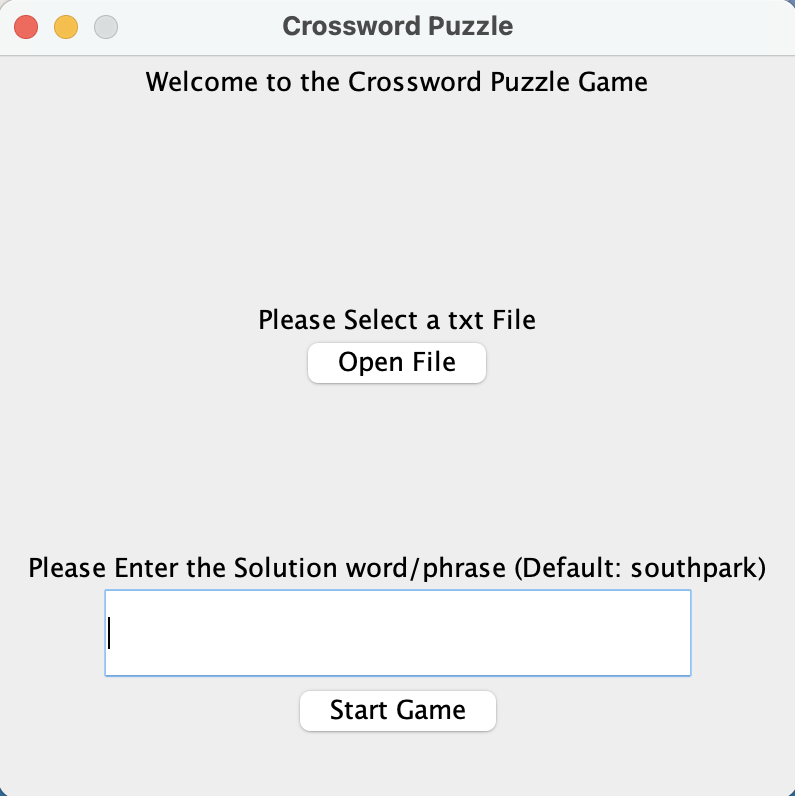 Crossword Puzzle
Welcome to the Crossword Puzzle Game
Please Select a txt File
Open File
Please Enter the Solution word/phrase (Default: southpark)
Start Game